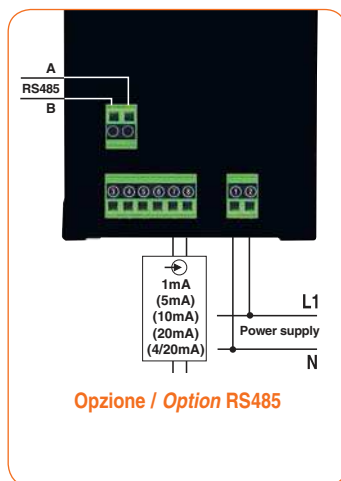 A
RS485
B
3 4 5 6 7 8 1 2
1mA
(5mA)
(10mA)
(20mA)
(4/20mA)
L1
Power supply
N
Opzione / Option RS485